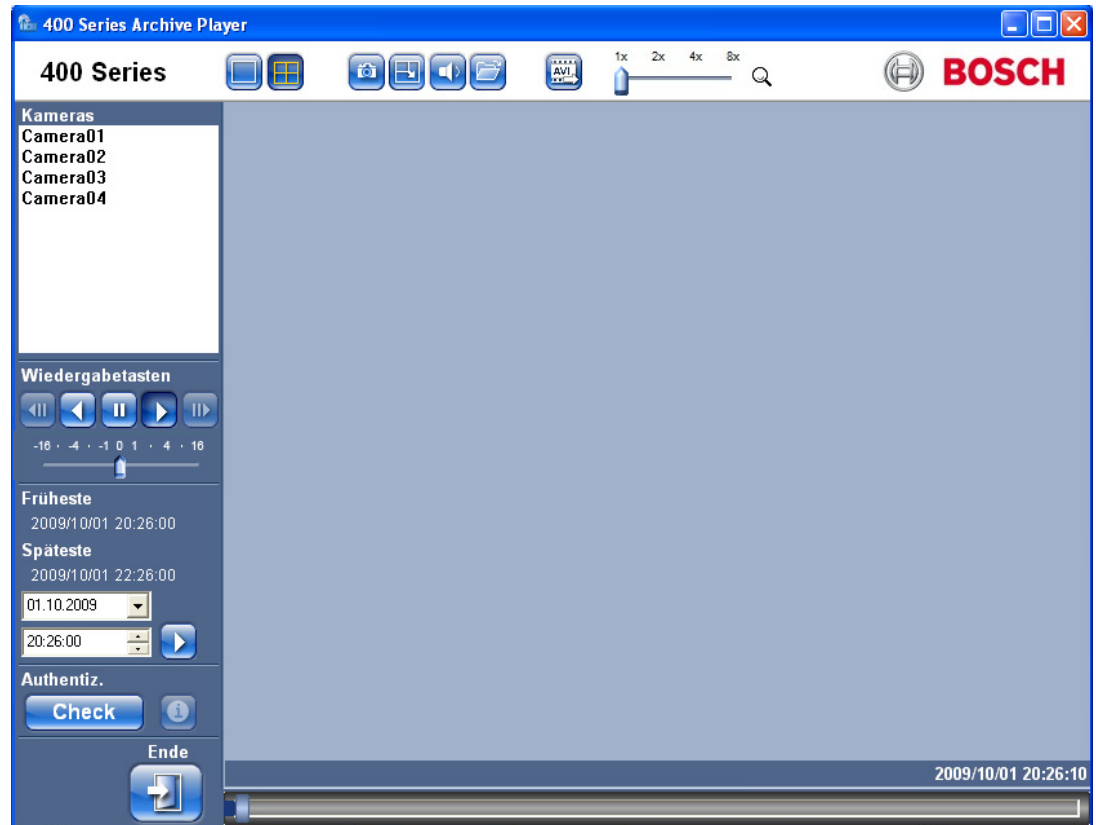 400 Series Archive Player
400 Series
AVI
1x 2x 4x 8x
BOSCH
Kameras
Camera01
Camera02
Camera03
Camera04
Wiedergabetasten
-16 · -4 · -1 0 1 · 4 · 16
Früheste
2009/10/01 20:26:00
Späteste
2009/10/01 22:26:00
01.10.2009
20:26:00
Authentiz.
Check
Ende
2009/10/01 20:26:10